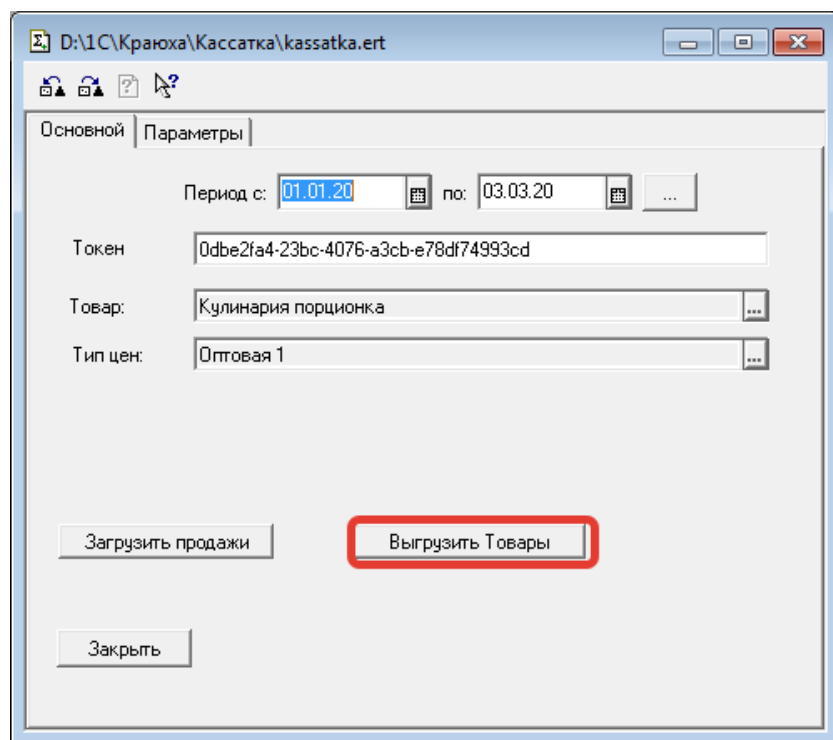 D:\1С\Краюха\Кассатка\kassatka.ert
Основной Параметры
Период с: 01.01.20 по: 03.03.20 ...
Токен 0dbe2fa4-23bc-4076-a3cb-e78df74993cd
Товар: Кулинария порционка ...
Тип цен: Оптовая 1 ...
Загрузить продажи Выгрузить Товары
Закрыть